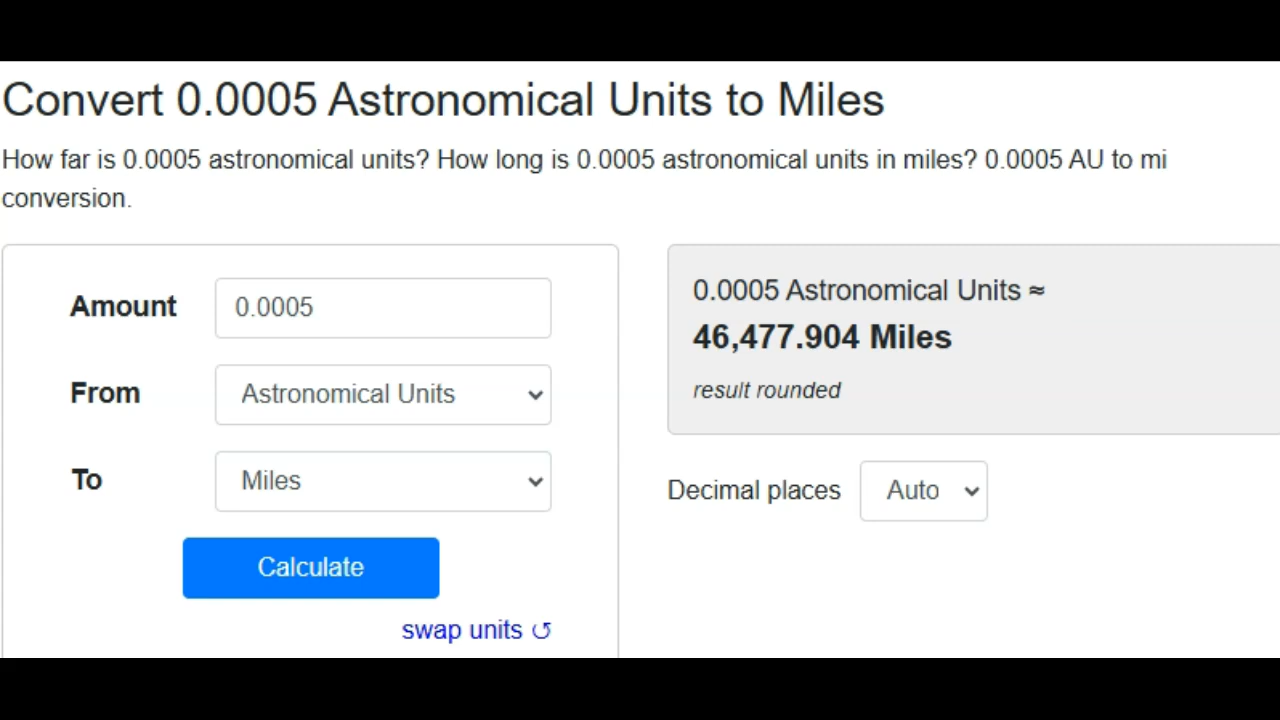 Convert 0.0005 Astronomical Units to Miles
How far is 0.0005 astronomical units? How long is 0.0005 astronomical units in miles? 0.0005 AU to mi
conversion.
Amount 0.0005
From Astronomical Units
To Miles
Calculate
swap units ↺
0.0005 Astronomical Units ≈
46,477.904 Miles
result rounded
Decimal places Auto